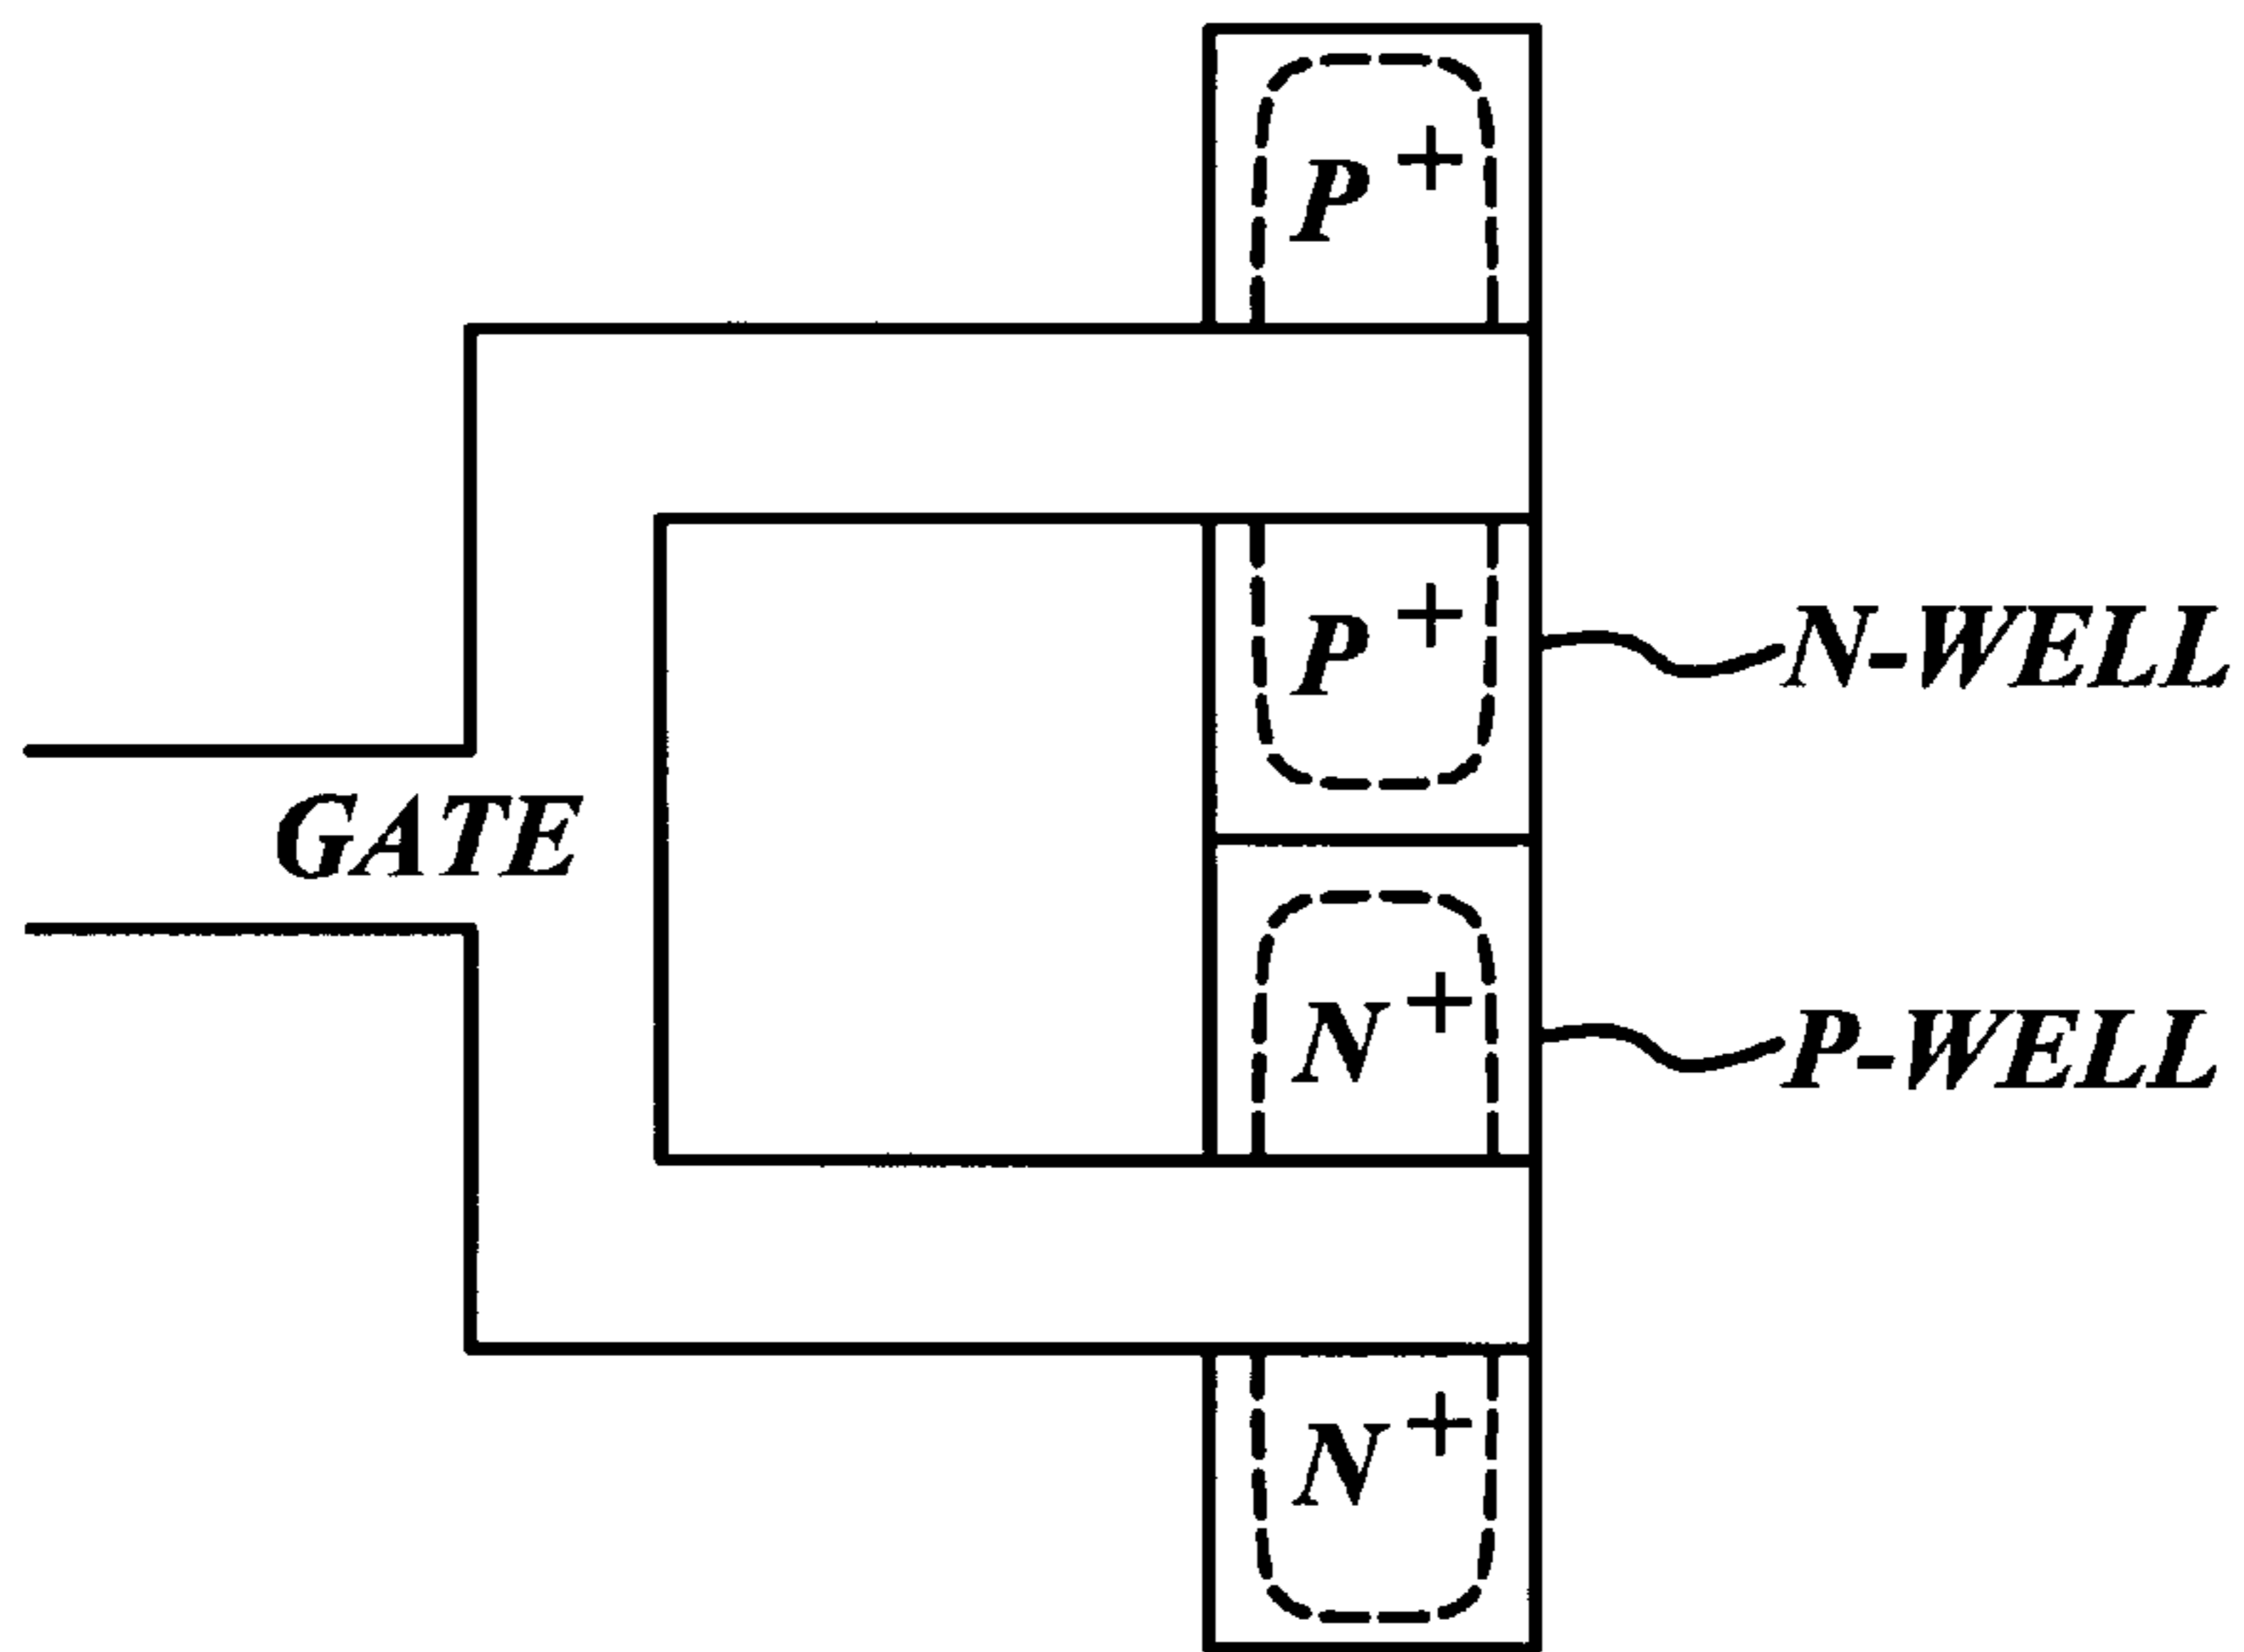 P+
P+
N-WELL
GATE
N+
P-WELL
N+